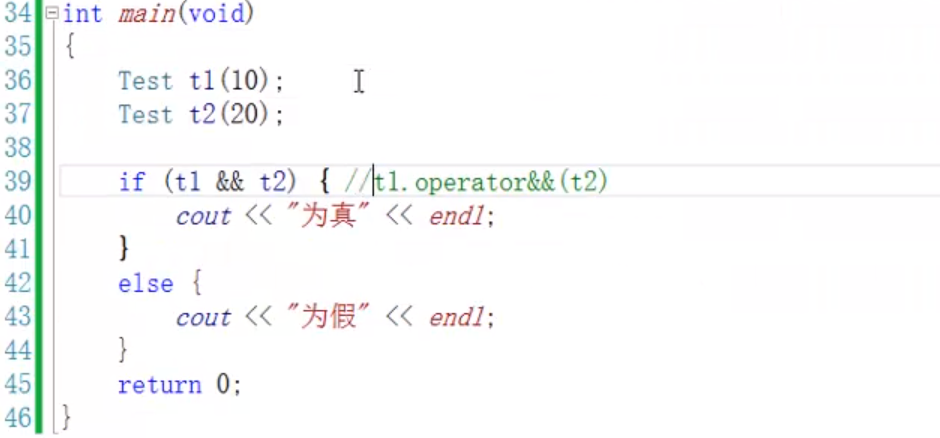 34 int main(void)
35 {
36 Test t1(10);
37 Test t2(20);
38
39 if (t1 && t2) { //t1.operator&&(t2)
40 cout << "为真" << endl;
41 }
42 else {
43 cout << "为假" << endl;
44 }
45 return 0;
46 }